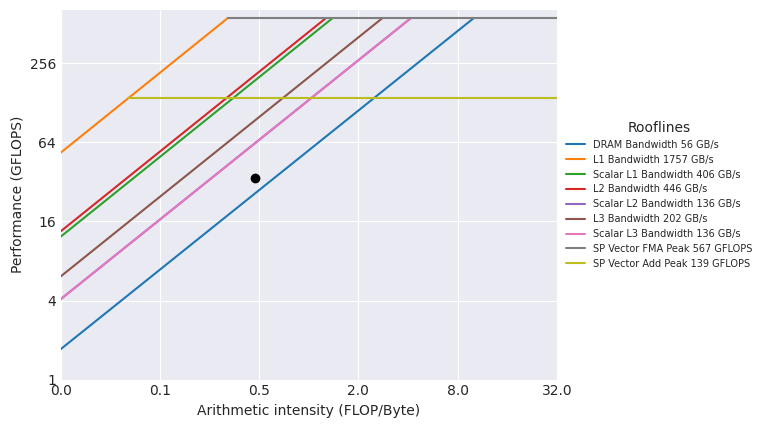 Performance (GFLOPS)
256
64
16
4
1
0.0 0.1 0.5 2.0 8.0 32.0
Arithmetic intensity (FLOP/Byte)
Rooflines
DRAM Bandwidth 56 GB/s
L1 Bandwidth 1757 GB/s
Scalar L1 Bandwidth 406 GB/s
L2 Bandwidth 446 GB/s
Scalar L2 Bandwidth 136 GB/s
L3 Bandwidth 202 GB/s
Scalar L3 Bandwidth 136 GB/s
SP Vector FMA Peak 567 GFLOPS
SP Vector Add Peak 139 GFLOPS